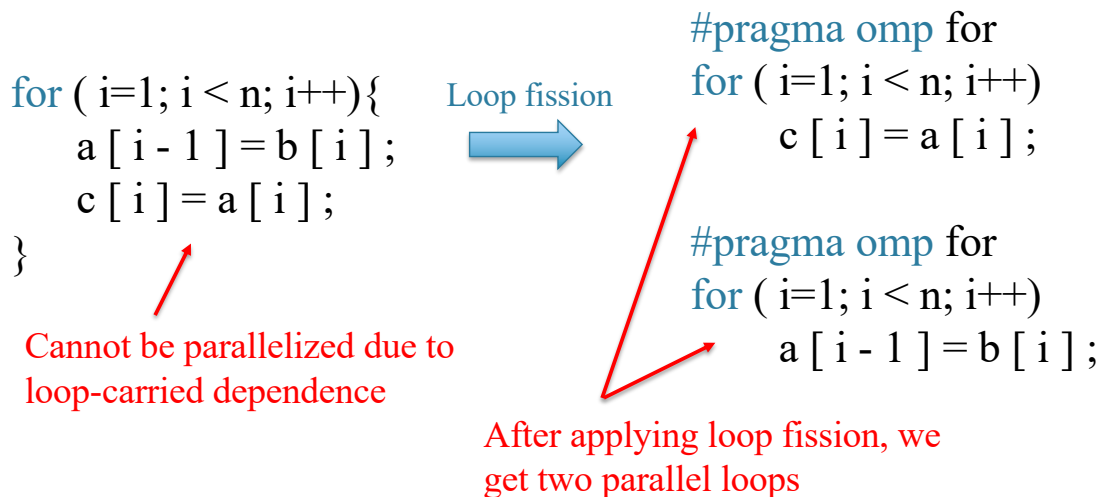 for ( i=1; i < n; i++){
a [ i - 1 ] = b [ i ] ;
c [ i ] = a [ i ] ;
}
Cannot be parallelized due to
loop-carried dependence
Loop fission
#pragma omp for
for ( i=1; i < n; i++)
c [ i ] = a [ i ] ;
#pragma omp for
for ( i=1; i < n; i++)
a [ i - 1 ] = b [ i ] ;
After applying loop fission, we
get two parallel loops